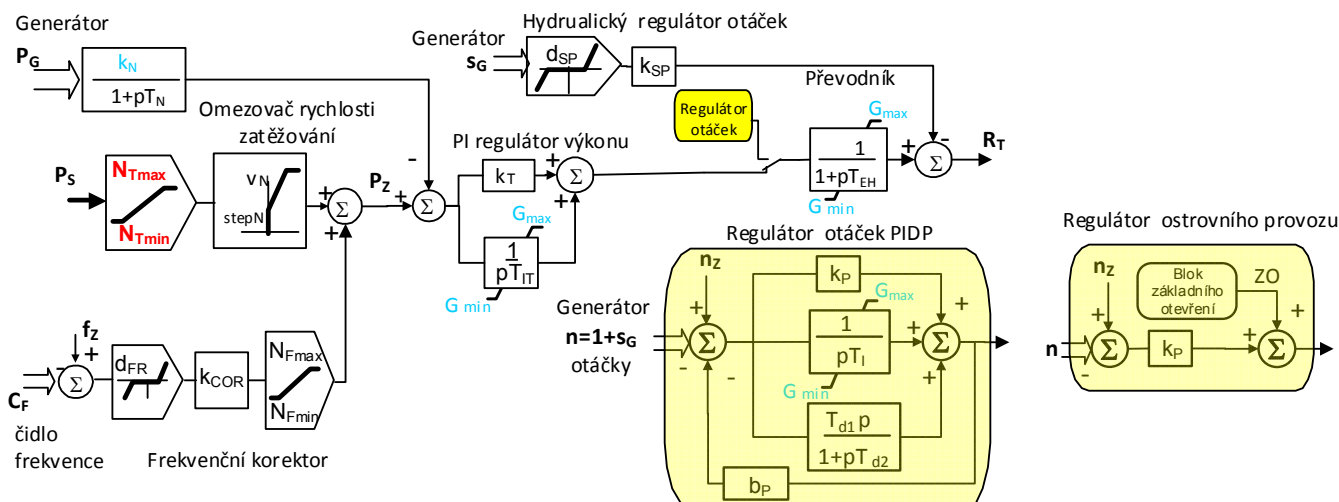 Generátor
P_G
k_N
1+pT_N
Hydrualický regulátor otáček
Generátor
s_G
d_SP
k_SP
Převodník
Omezovač rychlosti
zatěžování
P_S
N_Tmax
N_Tmin
v_N
stepN
+
Σ
+
P_Z
-
+
Σ
PI regulátor výkonu
k_T
+
Σ
+
1
pT_IT
G_max
G min
Regulátor
otáček
G_max
1
1+pT_EH
G min
+
-
Σ
R_T
f_Z
+
-
Σ
C_F
čidlo
frekvence
d_FR
k_COR
N_Fmax
N_Fmin
Frekvenční korektor
Regulátor otáček PIDP
Generátor
n=1+s_G
otáčky
n_Z
+
-
-
Σ
k_P
G_max
1
pT_I
G min
T_d1 p
1+pT_d2
b_P
+
+
+
Σ
Regulátor ostrovního provozu
n_Z
+
n
-
Σ
Blok
základního
otevření
ZO
k_P
+
+
Σ